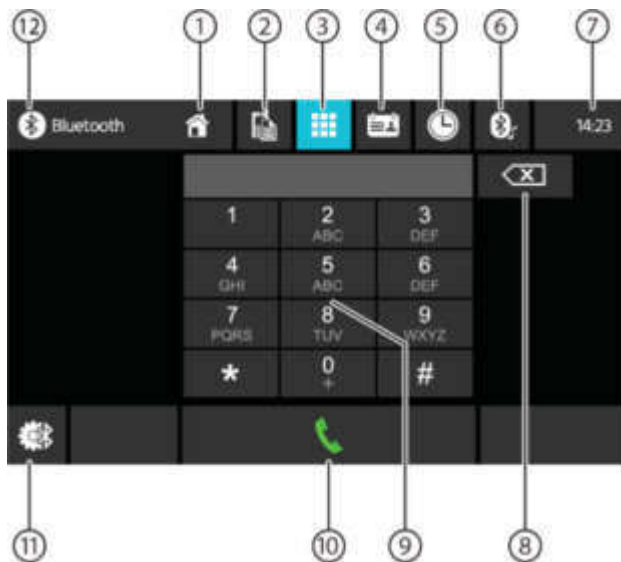 12 1 2 3 4 5 6 7
Bluetooth 14:23
1 2 3
ABC DEF
4 5 6
GHI ABC DEF
7 8 9
PQRS TUV WXYZ
* 0 #
+
11 10 9 8